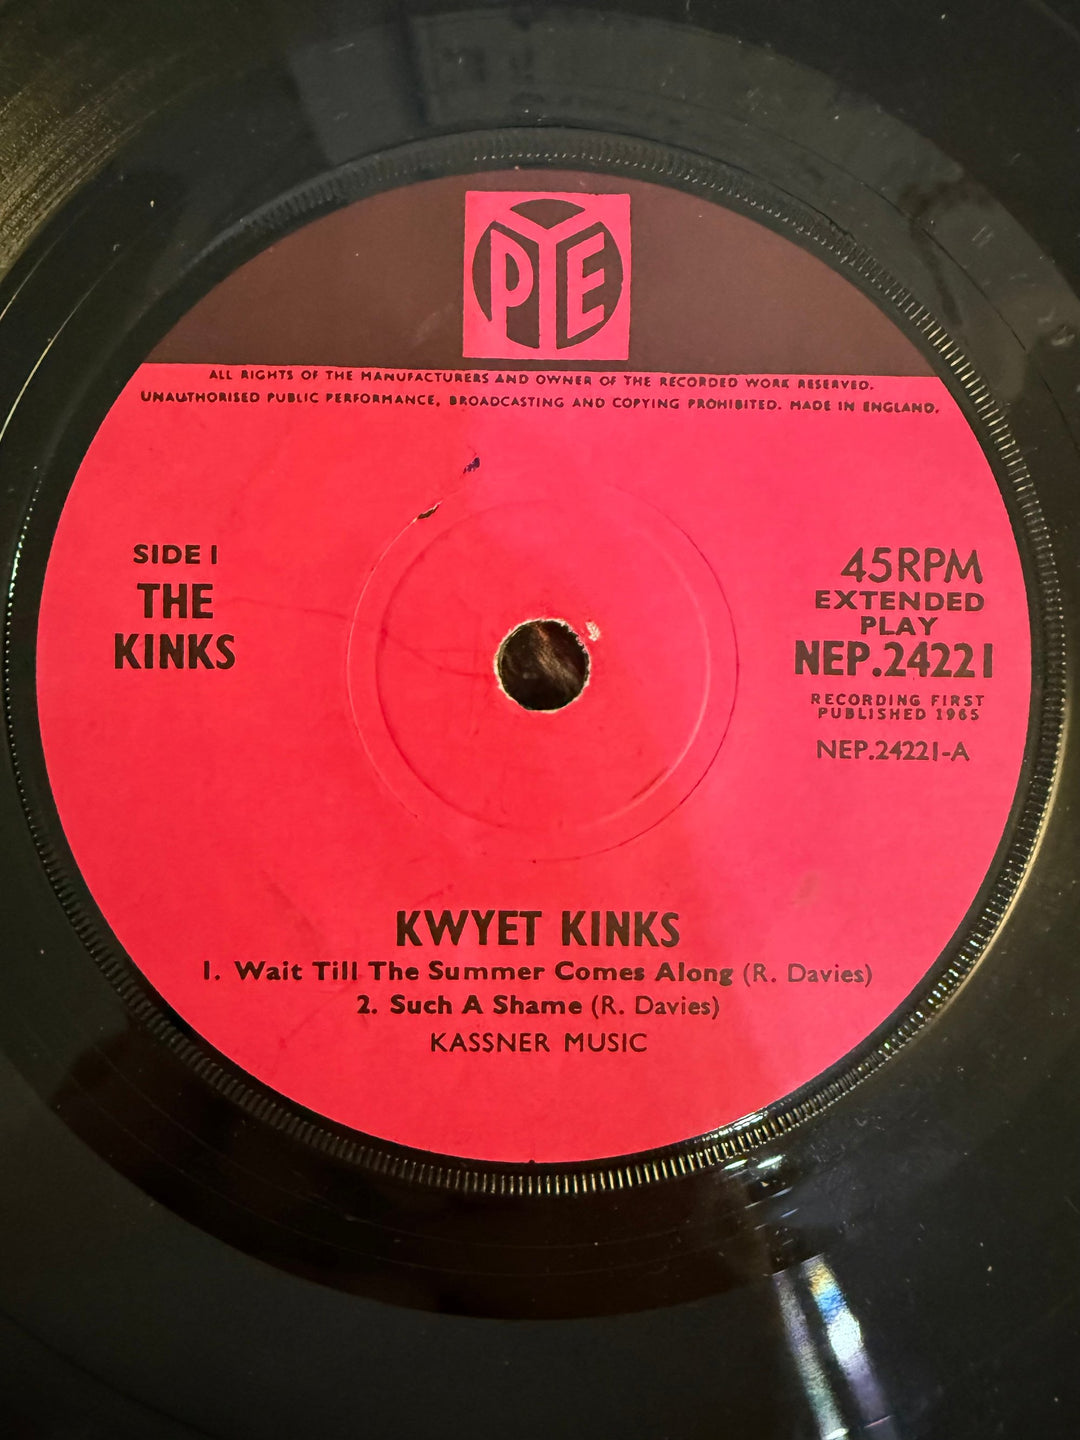 PYE
ALL RIGHTS OF THE MANUFACTURERS AND OWNER OF THE RECORDED WORK RESERVED.
UNAUTHORISED PUBLIC PERFORMANCE, BROADCASTING AND COPYING PROHIBITED. MADE IN ENGLAND.
SIDE 1
THE
KINKS
45RPM
EXTENDED
PLAY
NEP.24221
RECORDING FIRST
PUBLISHED 1965
NEP.24221-A
KWYET KINKS
1. Wait Till The Summer Comes Along (R. Davies)
2. Such A Shame (R. Davies)
KASSNER MUSIC